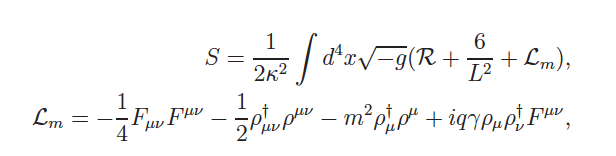 S = \frac{1}{2\kappa^2} \int d^4x \sqrt{-g} (\mathcal{R} + \frac{6}{L^2} + \mathcal{L}_m),
\mathcal{L}_m = -\frac{1}{4} F_{\mu\nu} F^{\mu\nu} - \frac{1}{2} \rho^\dagger_{\mu\nu} \rho^{\mu\nu} - m^2 \rho^\dagger_\mu \rho^\mu + iq\gamma \rho_\mu \rho^\dagger_\nu F^{\mu\nu},